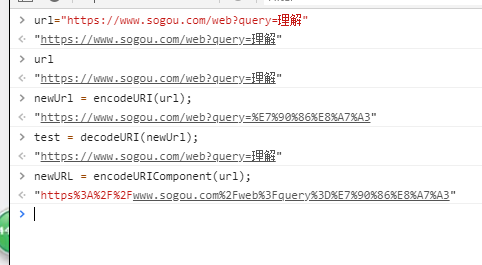 url="https://www.sogou.com/web?query=理解"
"https://www.sogou.com/web?query=理解"
url
"https://www.sogou.com/web?query=理解"
newUrl = encodeURI(url);
"https://www.sogou.com/web?query=%E7%90%86%E8%A7%A3"
test = decodeURI(newUrl);
"https://www.sogou.com/web?query=理解"
newURL = encodeURIComponent(url);
"https%3A%2F%2Fwww.sogou.com%2Fweb%3Fquery%3D%E7%90%86%E8%A7%A3"